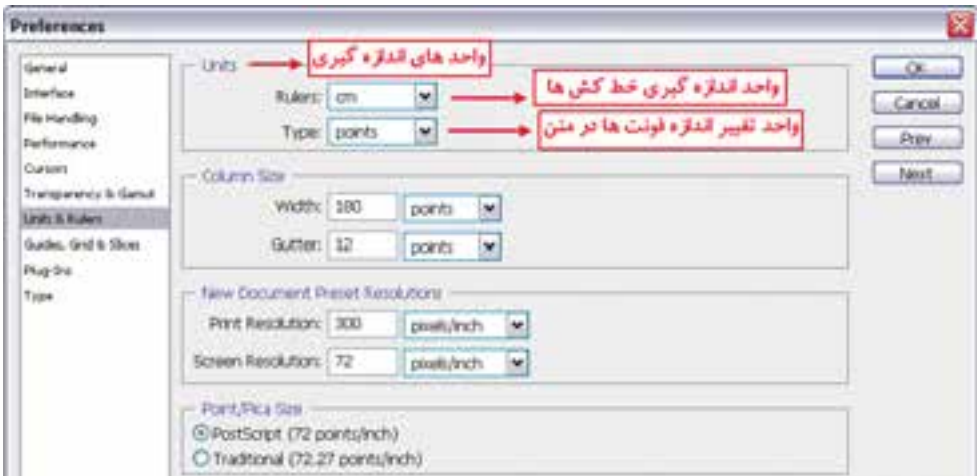 Preferences
General
Interface
File Handling
Performance
Cursors
Transparency & Gamut
Units & Rulers
Guides, Grid & Slices
Plug-Ins
Type
Units
واحد های اندازه گیری
Rulers: cm
واحد اندازه گیری خط کش ها
Type: points
واحد تغییر اندازه فونت ها در متن
Column Size
Width: 180 points
Gutter: 12 points
New Document Preset Resolutions
Print Resolution: 300 pixels/inch
Screen Resolution: 72 pixels/inch
Point/Pica Size
PostScript (72 points/inch)
Traditional (72.27 points/inch)
OK
Cancel
Prev
Next